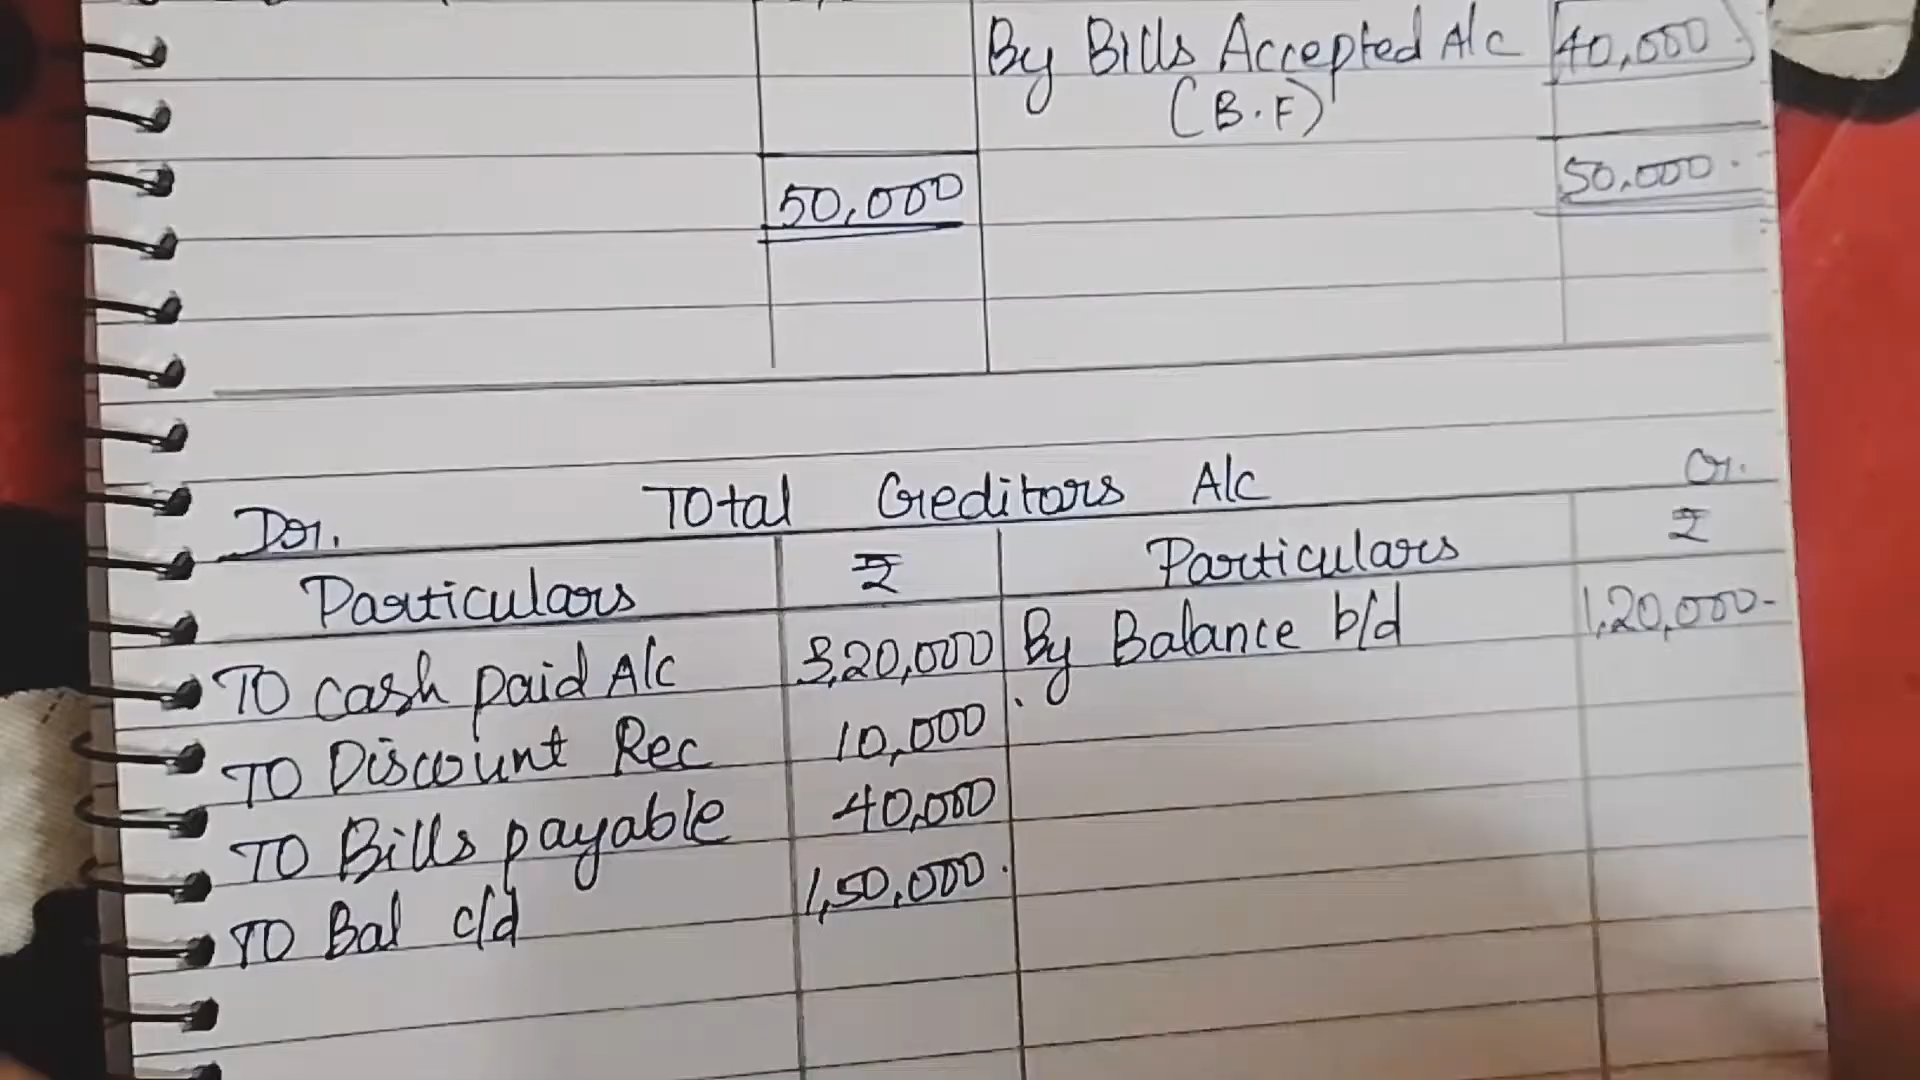 By Bills Accepted A/c 40,000
(B.F)
50,000 50,000
Dr. Total Creditors A/c Cr.
Particulars ₹ Particulars ₹
To Cash paid A/c 3,20,000 By Balance b/d 1,20,000
To Discount Rec 10,000
To Bills payable 40,000
To Bal c/d 1,50,000